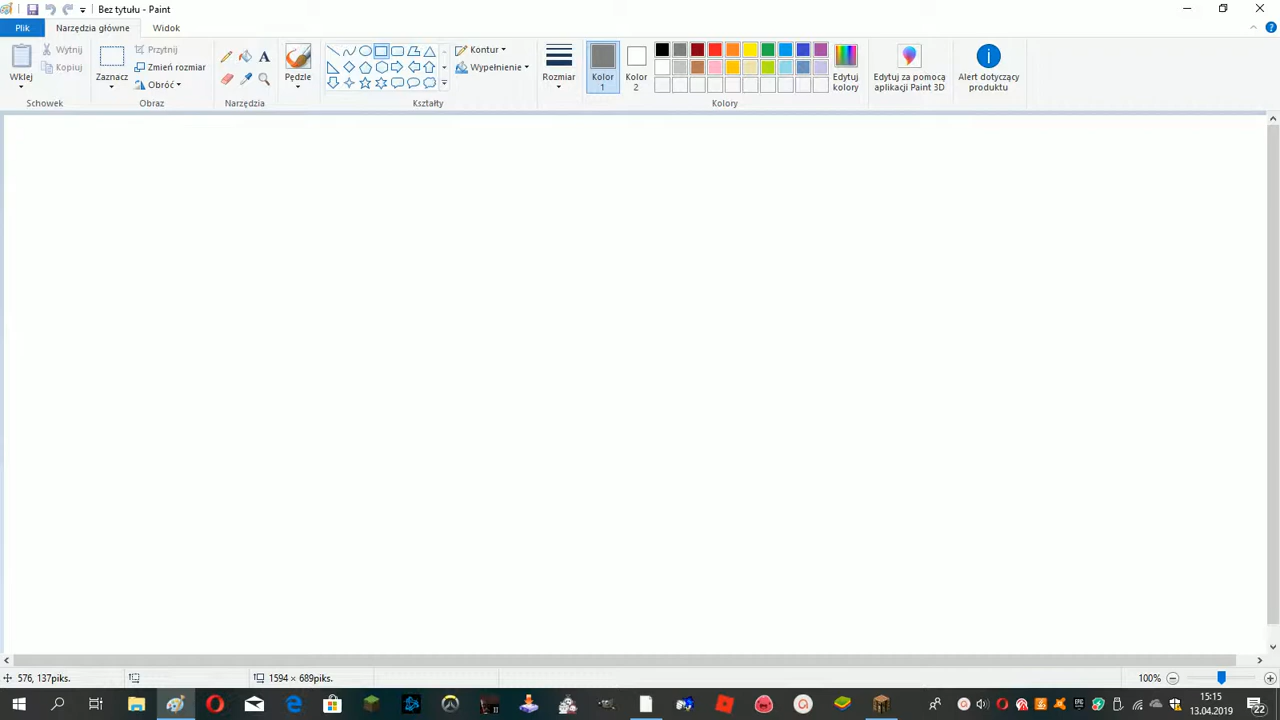 Bez tytułu - Paint
Plik Narzędzia główne Widok
Wklej
Wytnij
Kopiuj
Schowek
Zaznacz
Przytnij
Zmień rozmiar
Obróć
Obraz
Narzędzia
Pędzle
Kontur
Wypełnienie
Kształty
Rozmiar
Kolor
1
Kolor
2
Kolory
Edytuj
kolory
Edytuj za pomocą
aplikacji Paint 3D
Alert dotyczący
produktu
576, 137piks.
1594 × 689piks.
100%
15:15
13.04.2019
22